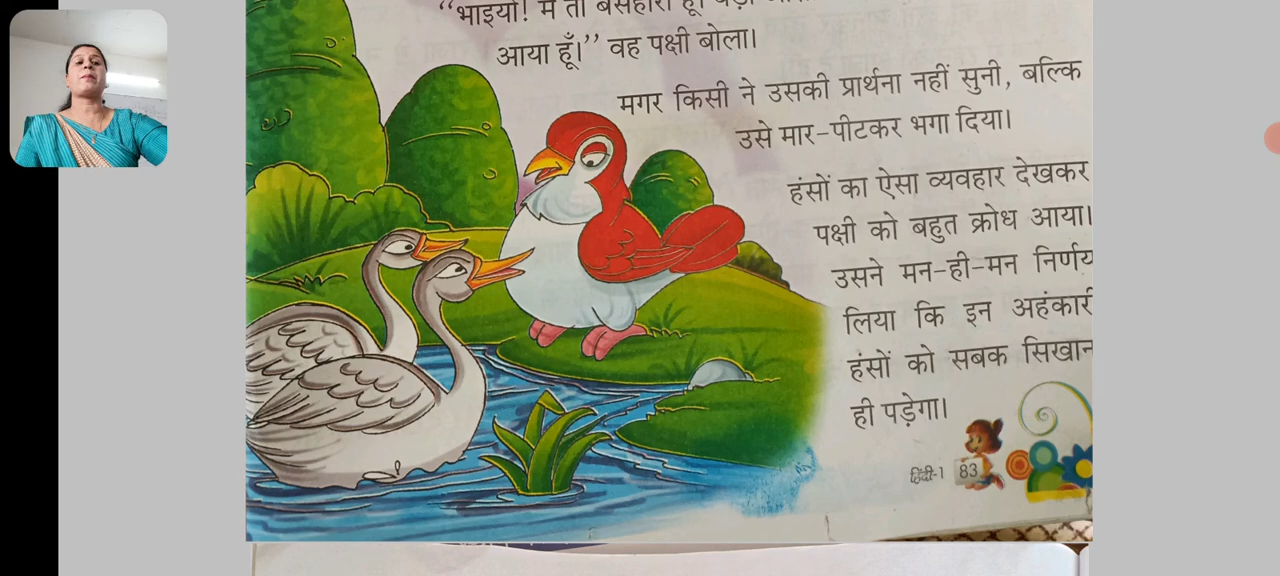 “भाइयो! मैं तो
आया हूँ।” वह पक्षी बोला।
मगर किसी ने उसकी प्रार्थना नहीं सुनी, बल्कि
उसे मार-पीटकर भगा दिया।
हंसों का ऐसा व्यवहार देखकर
पक्षी को बहुत क्रोध आया।
उसने मन-ही-मन निर्णय
लिया कि इन अहंकारी
हंसों को सबक
ही पड़ेगा।
हिंदी-1 83